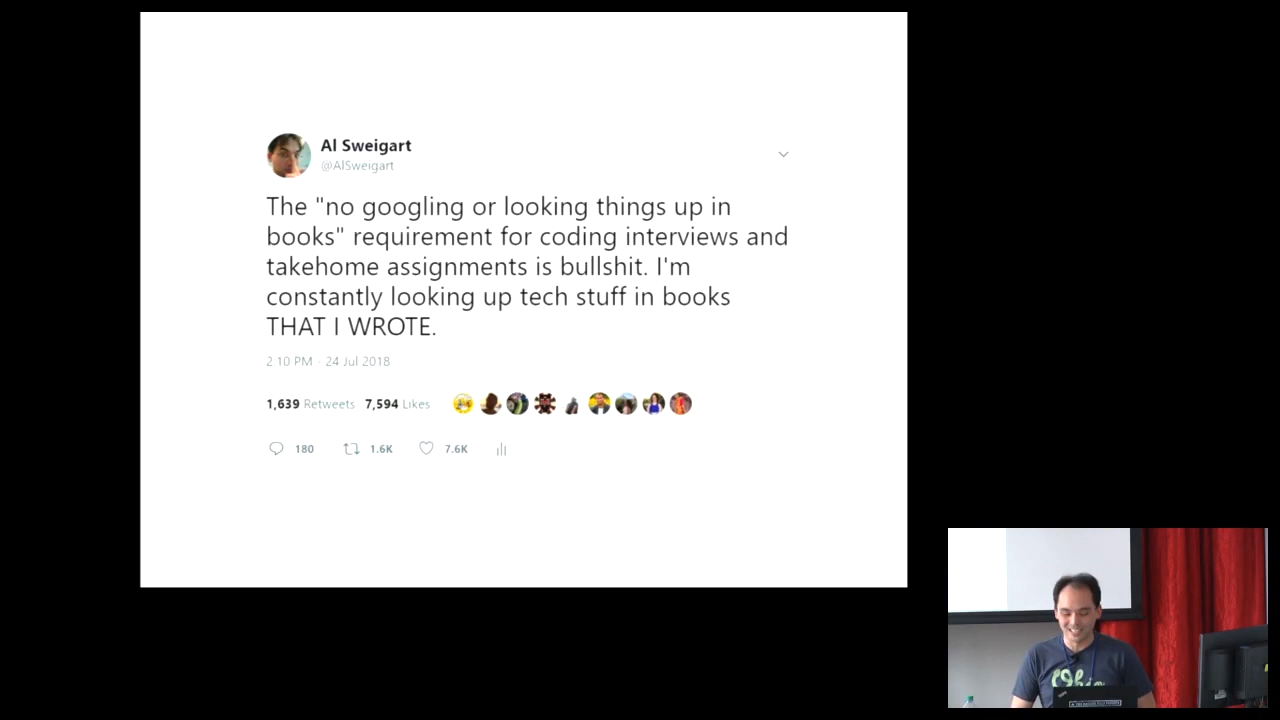 Al Sweigart
@AlSweigart
The "no googling or looking things up in
books" requirement for coding interviews and
takehome assignments is bullshit. I'm
constantly looking up tech stuff in books
THAT I WROTE.
2:10 PM · 24 Jul 2018
1,639 Retweets 7,594 Likes
180 1.6K 7.6K
Ohio